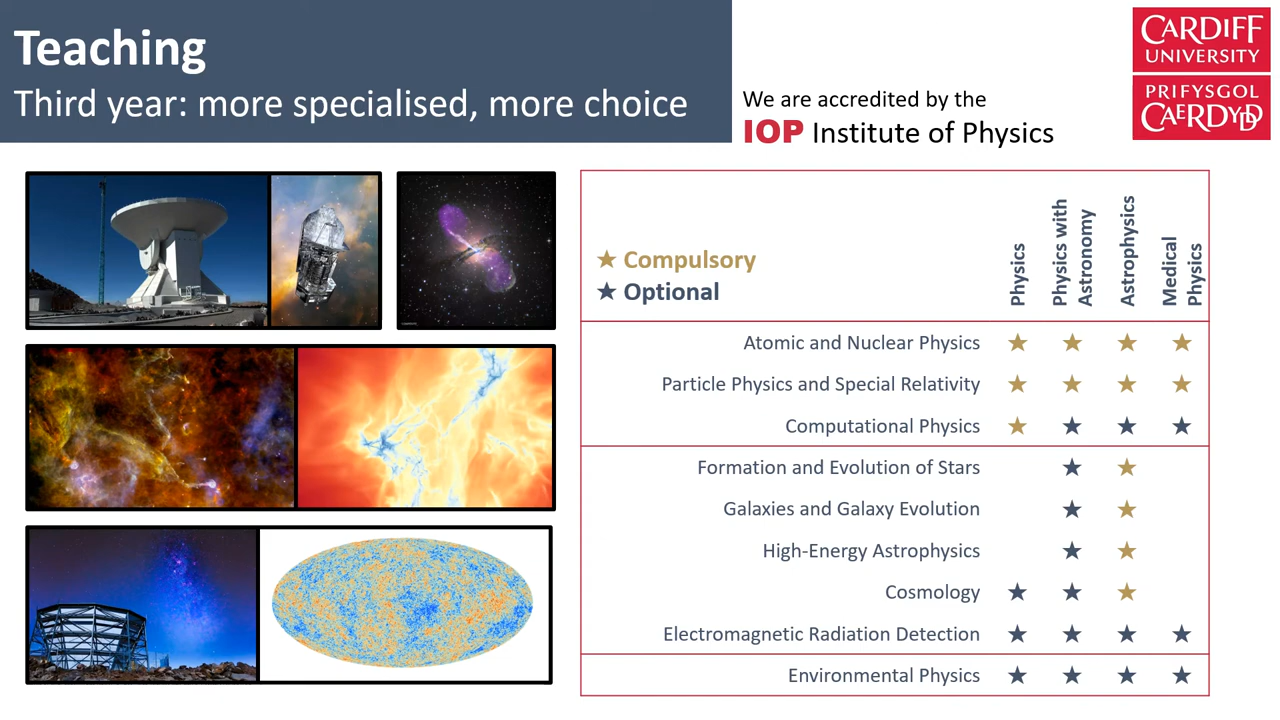 Teaching
Third year: more specialised, more choice
We are accredited by the
IOP Institute of Physics
CARDIFF
UNIVERSITY
PRIFYSGOL
CAERDYDD
★ Compulsory
★ Optional
Physics
Physics with
Astronomy
Astrophysics
Medical
Physics
Atomic and Nuclear Physics ★ ★ ★ ★
Particle Physics and Special Relativity ★ ★ ★ ★
Computational Physics ★ ★ ★ ★
Formation and Evolution of Stars ★ ★
Galaxies and Galaxy Evolution ★ ★
High-Energy Astrophysics ★ ★
Cosmology ★ ★ ★
Electromagnetic Radiation Detection ★ ★ ★ ★
Environmental Physics ★ ★ ★ ★